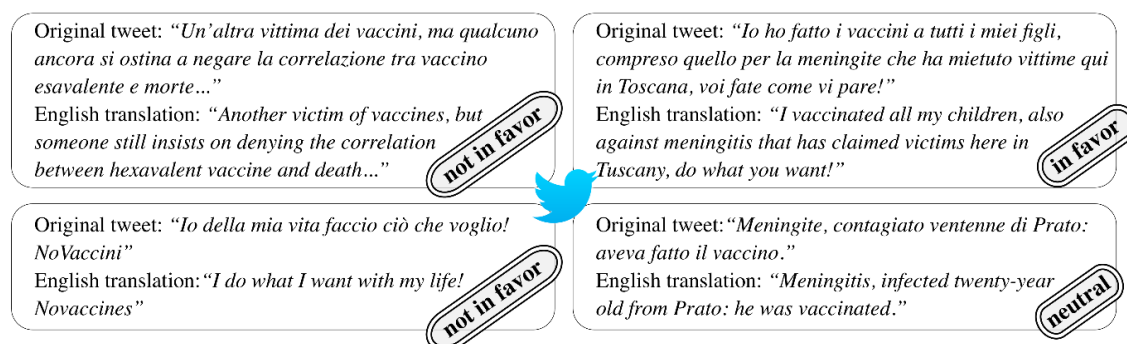 Original tweet: “Un’altra vittima dei vaccini, ma qualcuno
ancora si ostina a negare la correlazione tra vaccino
esavalente e morte...”
English translation: “Another victim of vaccines, but
someone still insists on denying the correlation
between hexavalent vaccine and death...”
not in favor
Original tweet: “Io ho fatto i vaccini a tutti i miei figli,
compreso quello per la meningite che ha mietuto vittime qui
in Toscana, voi fate come vi pare!”
English translation: “I vaccinated all my children, also
against meningitis that has claimed victims here in
Tuscany, do what you want!”
in favor
Original tweet: “Io della mia vita faccio ciò che voglio!
NoVaccini”
English translation:“I do what I want with my life!
Novaccines”
not in favor
Original tweet:“Meningite, contagiato ventenne di Prato:
aveva fatto il vaccino.”
English translation: “Meningitis, infected twenty-year
old from Prato: he was vaccinated.”
neutral